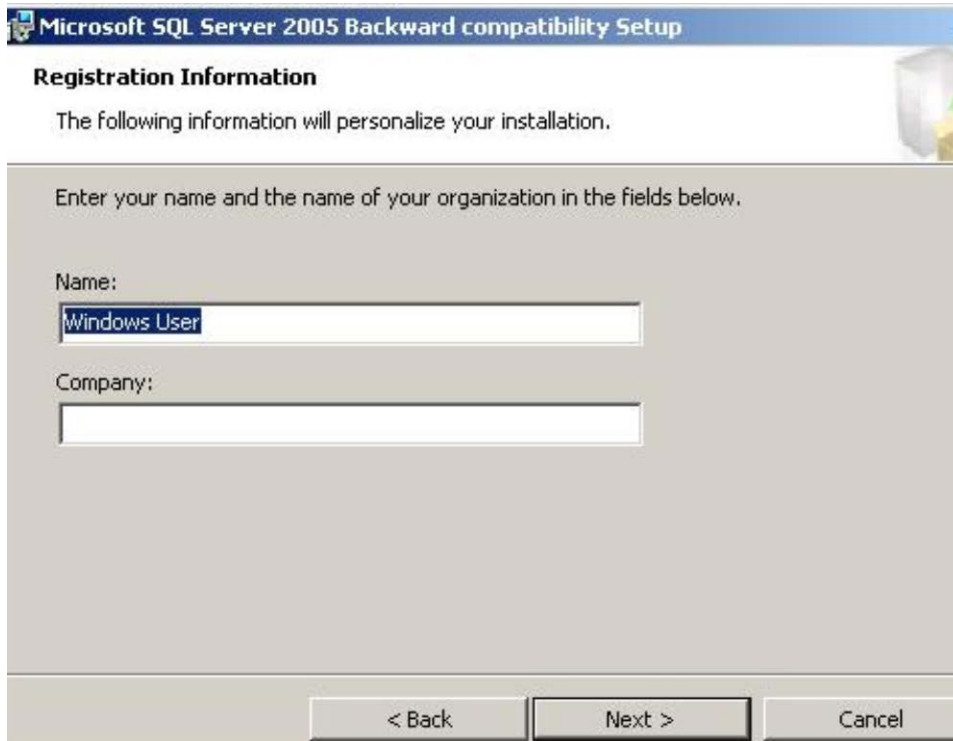 Microsoft SQL Server 2005 Backward compatibility Setup
Registration Information
The following information will personalize your installation.
Enter your name and the name of your organization in the fields below.
Name:
Windows User
Company:
< Back Next > Cancel